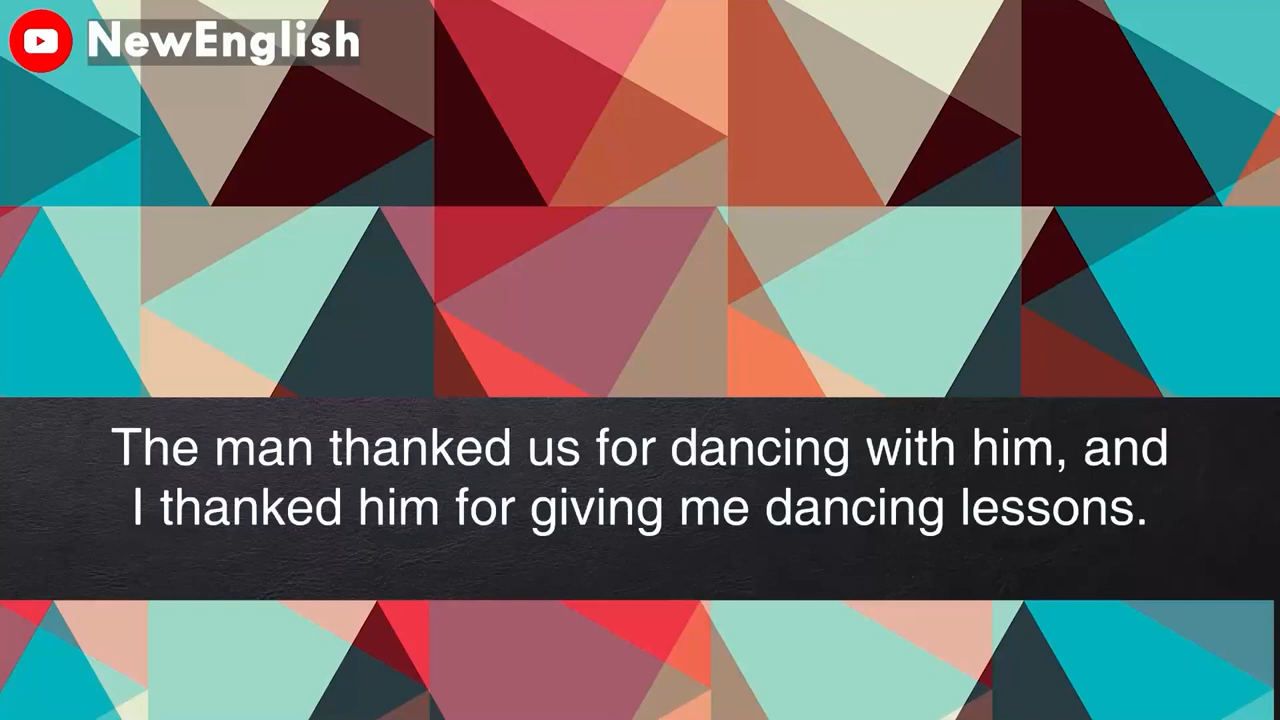 NewEnglish
The man thanked us for dancing with him, and
I thanked him for giving me dancing lessons.